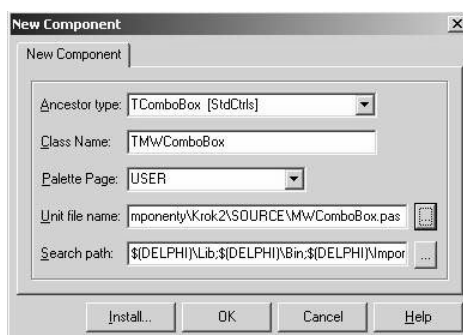 New Component
New Component
Ancestor type: TComboBox [StdCtrls]
Class Name: TMWComboBox
Palette Page: USER
Unit file name: mponenty\Krok2\SOURCE\MWComboBox.pas ...
Search path: $(DELPHI)\Lib;$(DELPHI)\Bin;$(DELPHI)\Impor ...
Install... OK Cancel Help